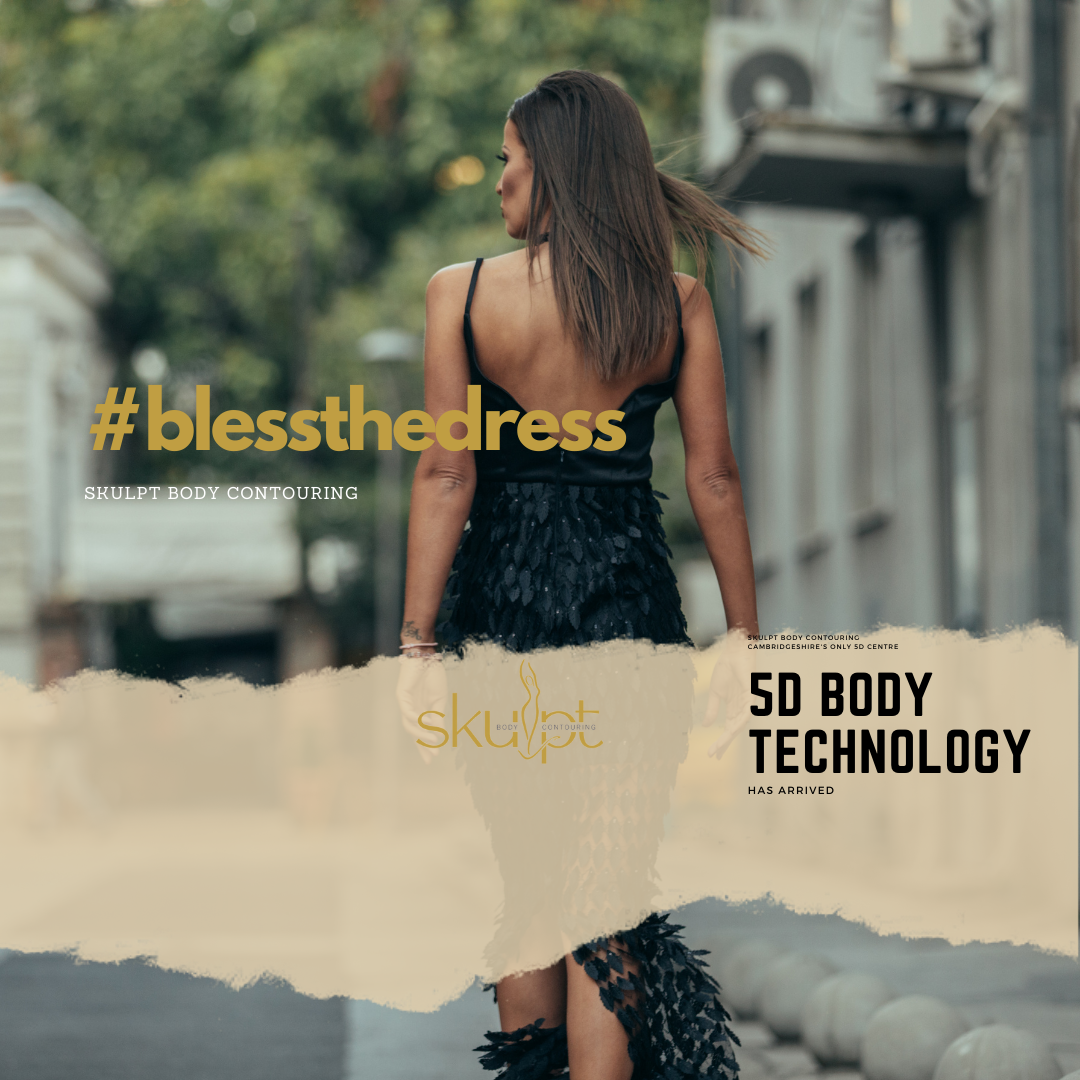 #blessthedress
SKULPT BODY CONTOURING
SKULPT BODY CONTOURING
CAMBRIDGESHIRE'S ONLY 5D CENTRE
5D BODY
TECHNOLOGY
HAS ARRIVED
skulpt
BODY CONTOURING